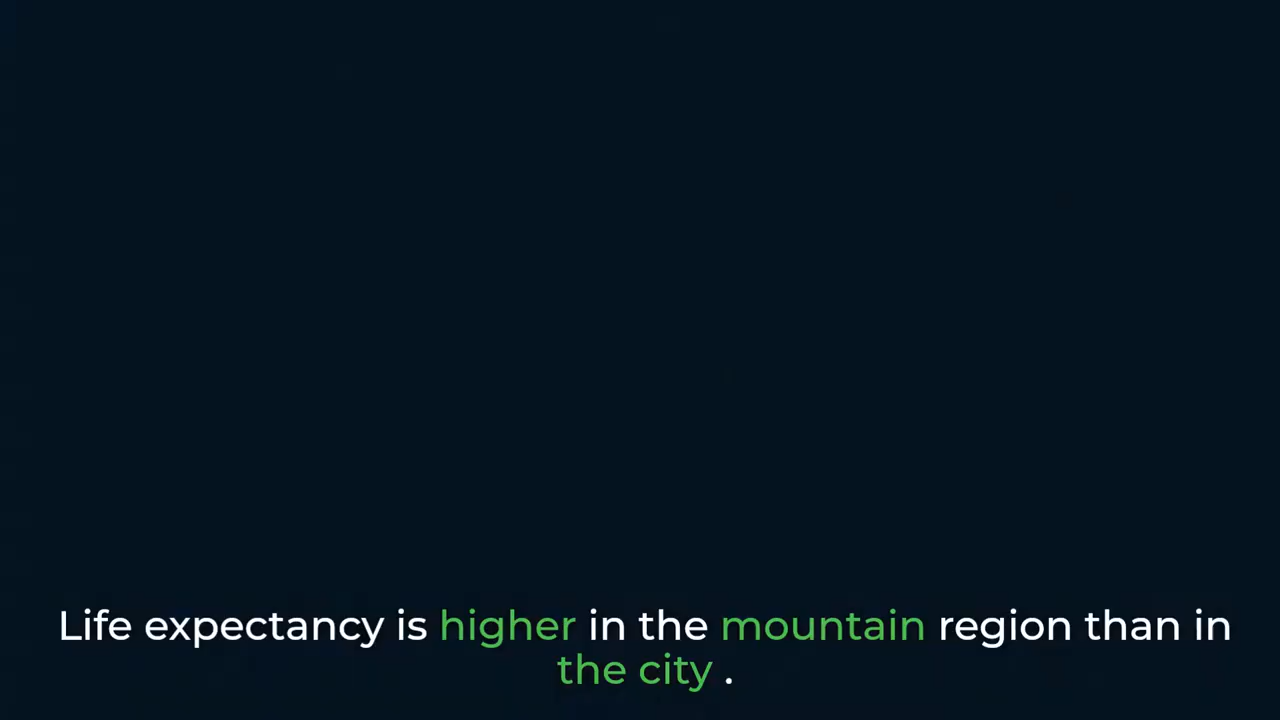 Life expectancy is higher in the mountain region than in
the city .